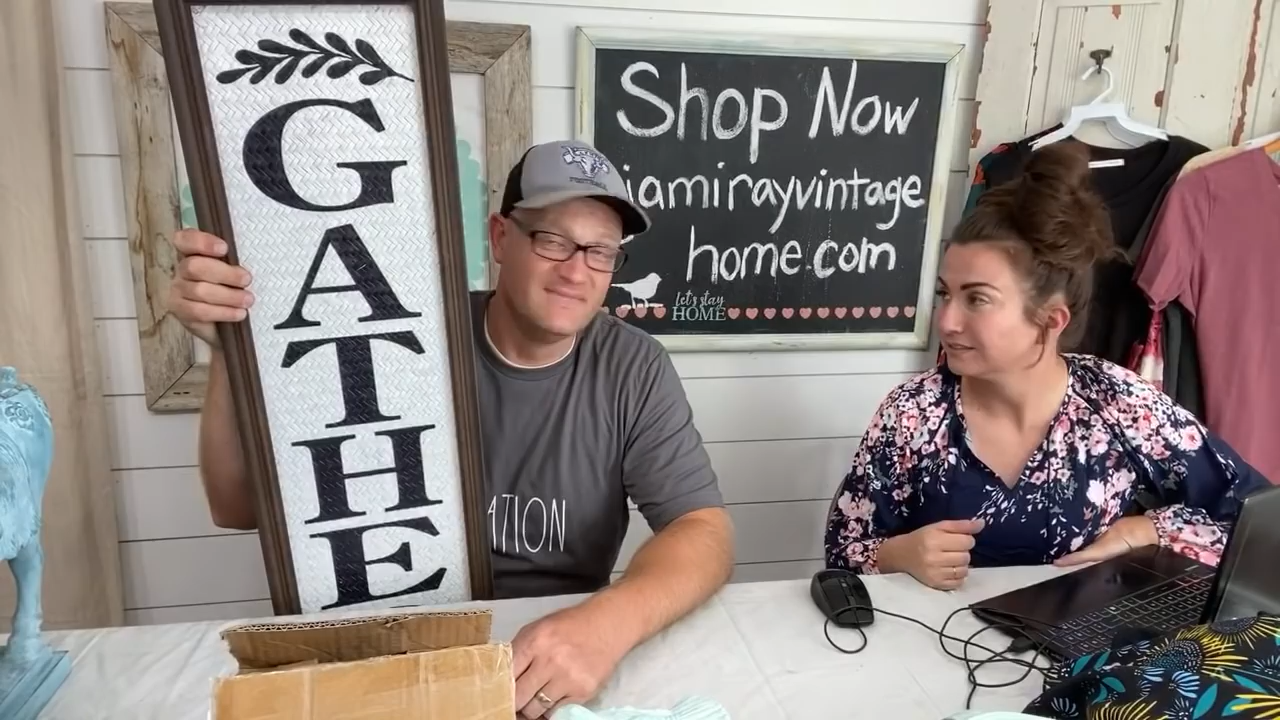 GATHE
Shop Now
iamirayvintage
home.com
let's stay
HOME
ATION